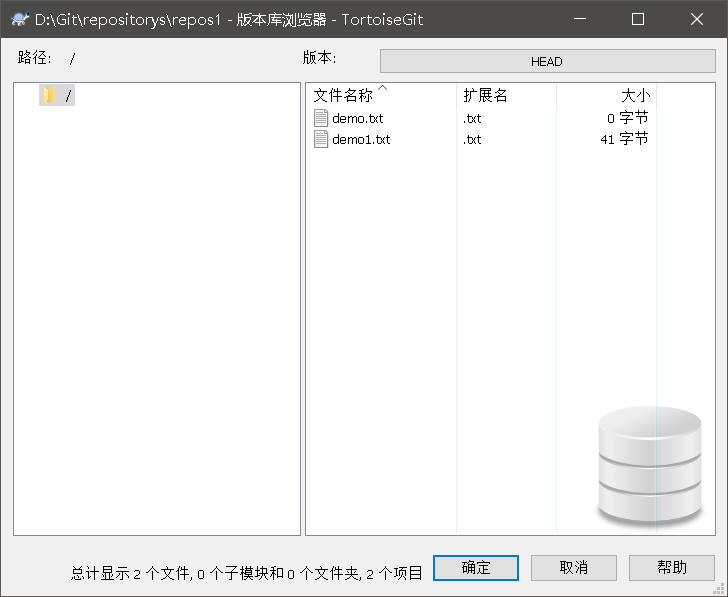 D:\Git\repositorys\repos1 - 版本库浏览器 - TortoiseGit
路径: / 版本: HEAD
/
文件名称 扩展名 大小
demo.txt .txt 0 字节
demo1.txt .txt 41 字节
总计显示 2 个文件, 0 个子模块和 0 个文件夹, 2 个项目 确定 取消 帮助